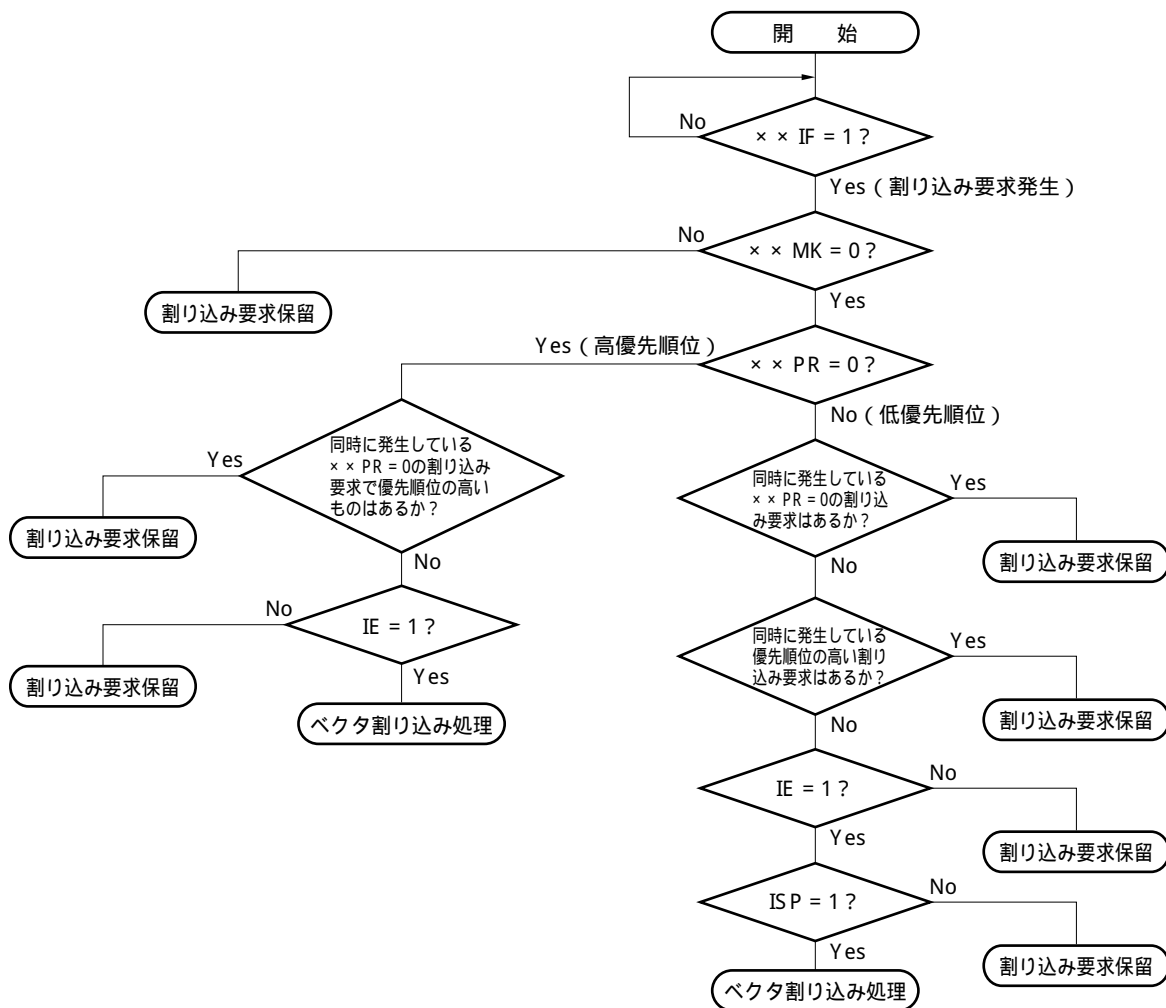 開　始
No
××IF = 1？
Yes（割り込み要求発生）
No
××MK = 0？
割り込み要求保留
Yes
Yes（高優先順位）
××PR = 0？
No（低優先順位）
Yes
同時に発生している
××PR = 0の割り込み
要求で優先順位の高い
ものはあるか？
割り込み要求保留
No
同時に発生している
××PR = 0の割り込
み要求はあるか？
Yes
割り込み要求保留
No
No
IE = 1？
割り込み要求保留
Yes
ベクタ割り込み処理
同時に発生している
優先順位の高い割り
込み要求はあるか？
Yes
割り込み要求保留
No
IE = 1？
No
割り込み要求保留
Yes
ISP = 1？
No
割り込み要求保留
Yes
ベクタ割り込み処理